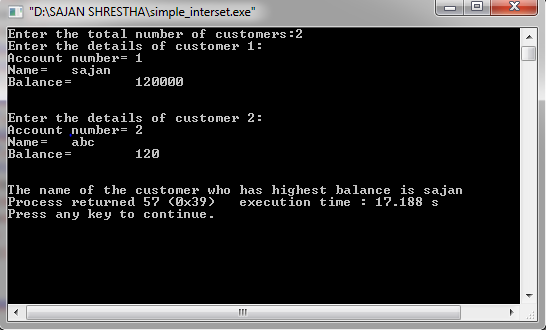 "D:\SAJAN SHRESTHA\simple_interset.exe"
Enter the total number of customers:2
Enter the details of customer 1:
Account number= 1
Name=   sajan
Balance=        120000
Enter the details of customer 2:
Account number= 2
Name=   abc
Balance=        120
The name of the customer who has highest balance is sajan
Process returned 57 (0x39)   execution time : 17.188 s
Press any key to continue.